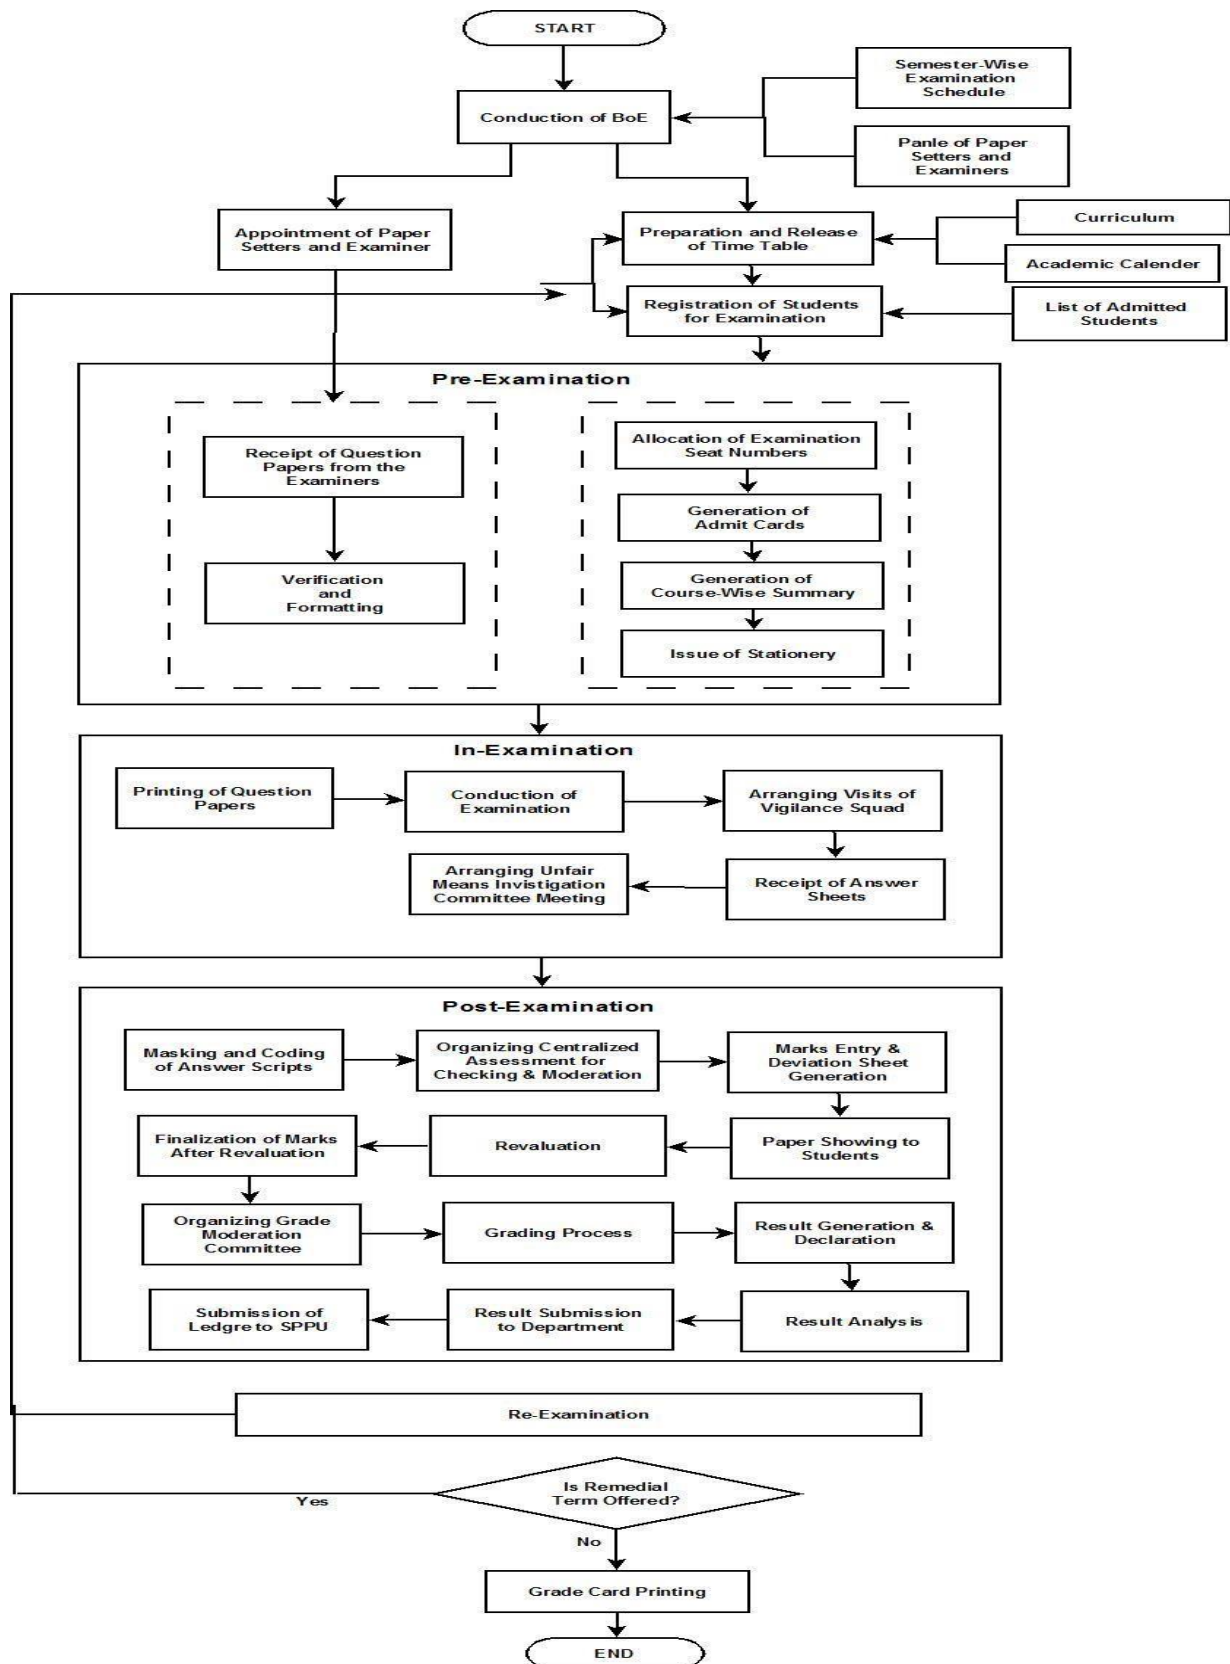 START
Semester-Wise
Examination
Schedule
Conduction of BoE
Panle of Paper
Setters and
Examiners
Appointment of Paper
Setters and Examiner
Preparation and Release
of Time Table
Curriculum
Academic Calender
Registration of Students
for Examination
List of Admitted
Students
Pre-Examination
Receipt of Question
Papers from the
Examiners
Verification
and
Formatting
Allocation of Examination
Seat Numbers
Generation of
Admit Cards
Generation of
Course-Wise Summary
Issue of Stationery
In-Examination
Printing of Question
Papers
Conduction of
Examination
Arranging Visits of
Vigilance Squad
Arranging Unfair
Means Invistigation
Committee Meeting
Receipt of Answer
Sheets
Post-Examination
Masking and Coding
of Answer Scripts
Organizing Centralized
Assessment for
Checking & Moderation
Marks Entry &
Deviation Sheet
Generation
Finalization of Marks
After Revaluation
Revaluation
Paper Showing to
Students
Organizing Grade
Moderation
Committee
Grading Process
Result Generation &
Declaration
Submission of
Ledgre to SPPU
Result Submission
to Department
Result Analysis
Re-Examination
Is Remedial
Term Offered?
Yes
No
Grade Card Printing
END